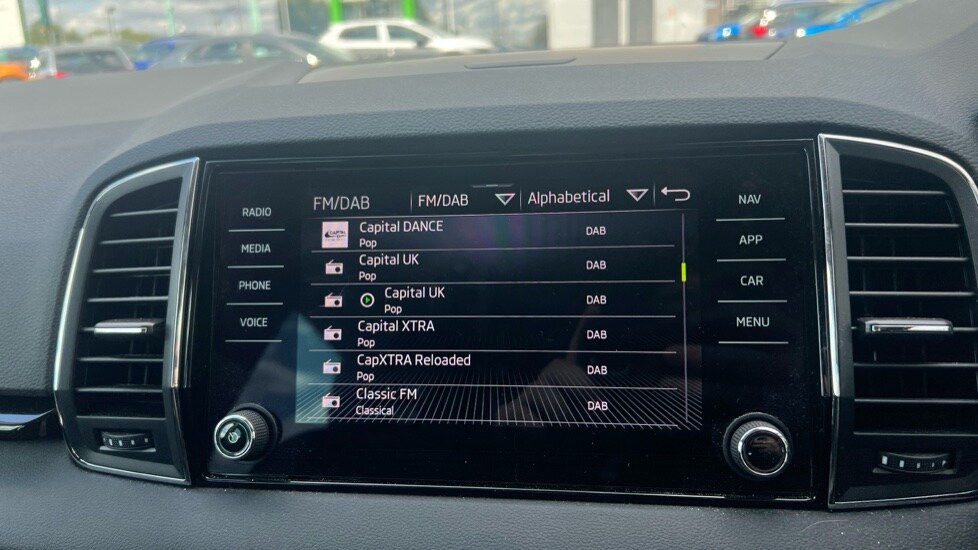 FM/DAB FM/DAB Alphabetical
RADIO
MEDIA
PHONE
VOICE
Capital DANCE DAB
Pop
Capital UK DAB
Pop
Capital UK DAB
Pop
Capital XTRA DAB
Pop
CapXTRA Reloaded DAB
Pop
Classic FM DAB
Classical
NAV
APP
CAR
MENU